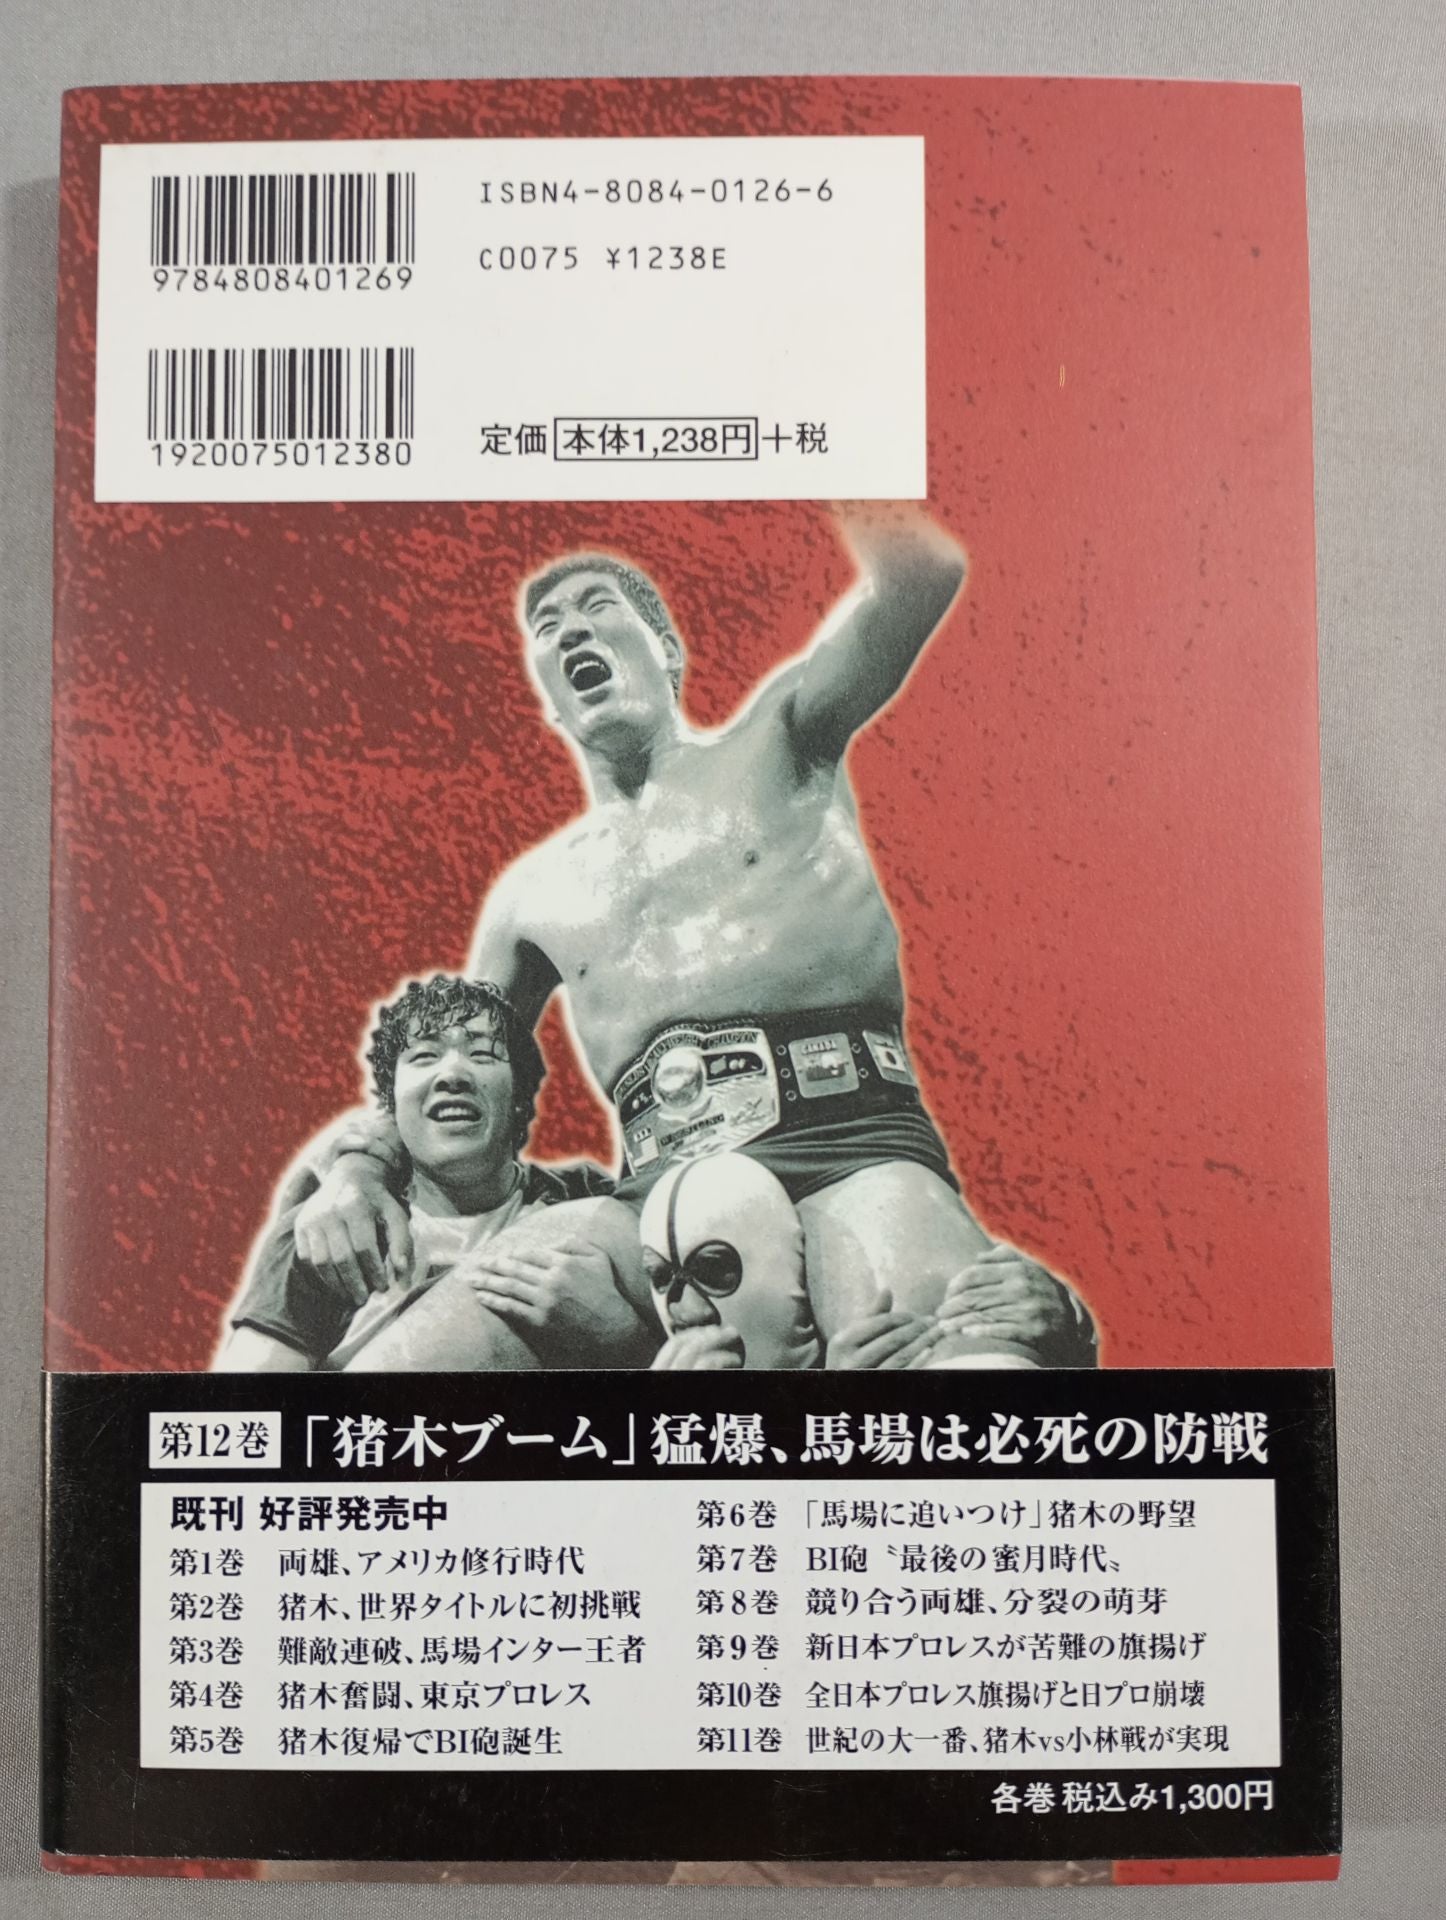 ISBN4-8084-0126-6
C0075 ¥1238E
9784808401269
1920075012380
定価 本体1,238円+税
CHAMPION
CANADA
WRESTLING
第12巻 「猪木ブーム」猛爆、馬場は必死の防戦
既刊 好評発売中
第1巻 両雄、アメリカ修行時代
第2巻 猪木、世界タイトルに初挑戦
第3巻 難敵連破、馬場インター王者
第4巻 猪木奮闘、東京プロレス
第5巻 猪木復帰でBI砲誕生
第6巻 「馬場に追いつけ」猪木の野望
第7巻 BI砲〝最後の蜜月時代〟
第8巻 競り合う両雄、分裂の萌芽
第9巻 新日本プロレスが苦難の旗揚げ
第10巻 全日本プロレス旗揚げと日プロ崩壊
第11巻 世紀の大一番、猪木vs小林戦が実現
各巻 税込み1,300円